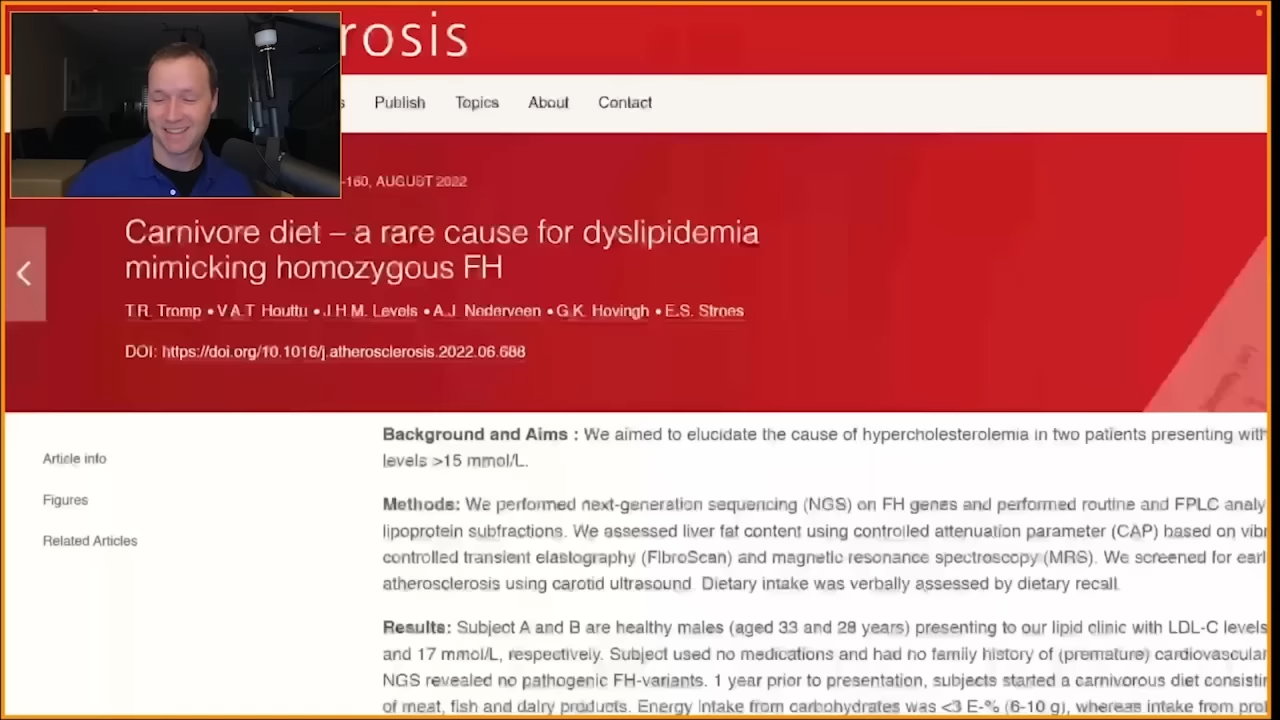 rosis
s Publish Topics About Contact
-160, AUGUST 2022
Carnivore diet – a rare cause for dyslipidemia
mimicking homozygous FH
T.R. Tromp • V.A.T. Houttu • J.H.M. Levels • A.J. Nederveen • G.K. Hovingh • E.S. Stroes
DOI: https://doi.org/10.1016/j.atherosclerosis.2022.06.688
Article info
Figures
Related Articles
Background and Aims : We aimed to elucidate the cause of hypercholesterolemia in two patients presenting with
levels >15 mmol/L.
Methods: We performed next-generation sequencing (NGS) on FH genes and performed routine and FPLC analy
lipoprotein subfractions. We assessed liver fat content using controlled attenuation parameter (CAP) based on vibr
controlled transient elastography (FibroScan) and magnetic resonance spectroscopy (MRS). We screened for earl
atherosclerosis using carotid ultrasound. Dietary intake was verbally assessed by dietary recall.
Results: Subject A and B are healthy males (aged 33 and 28 years) presenting to our lipid clinic with LDL-C levels
and 17 mmol/L, respectively. Subject used no medications and had no family history of (premature) cardiovascular
NGS revealed no pathogenic FH-variants. 1 year prior to presentation, subjects started a carnivorous diet consistin
of meat, fish and dairy products. Energy Intake from carbohydrates was <3 E-% (6-10 g), whereas intake from pro